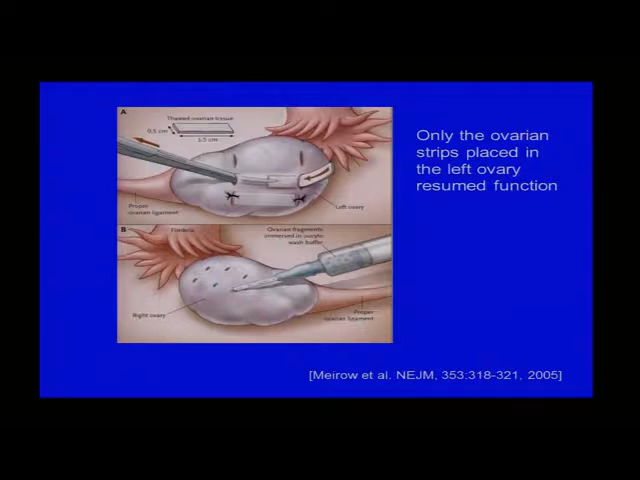 A
Thawed ovarian tissue
0.5 cm
1.5 cm
Proper
ovarian ligament
Left ovary
B
Fimbria
Ovarian fragments
immersed in oocyte
wash buffer
Right ovary
Proper
ovarian ligament
Only the ovarian
strips placed in
the left ovary
resumed function
[Meirow et al. NEJM, 353:318-321, 2005]